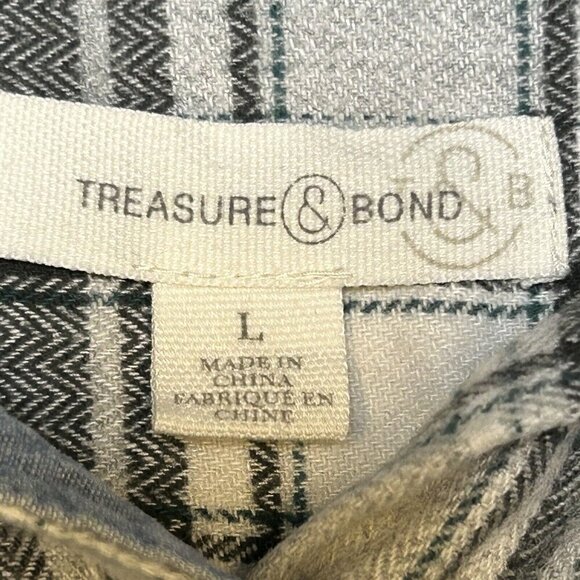 TREASURE & BOND
& B
L
MADE IN
CHINA
FABRIQUÉ EN
CHINE